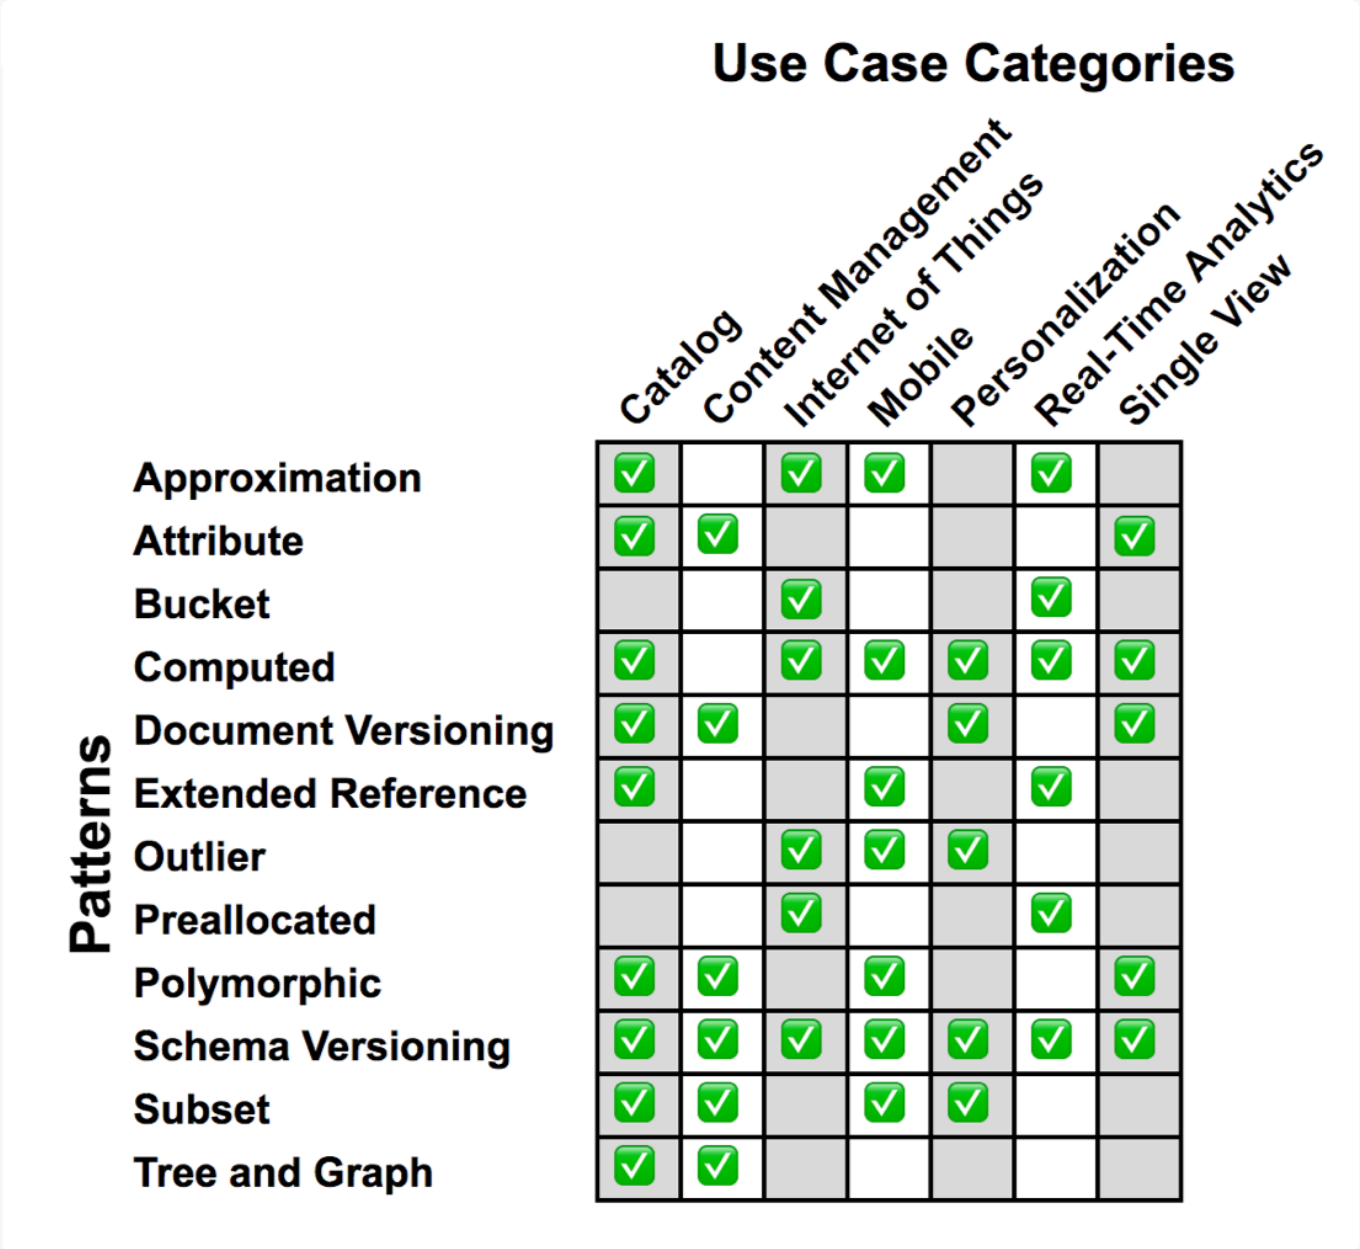 Use Case Categories
Catalog
Content Management
Internet of Things
Mobile
Personalization
Real-Time Analytics
Single View
Patterns
Approximation
Attribute
Bucket
Computed
Document Versioning
Extended Reference
Outlier
Preallocated
Polymorphic
Schema Versioning
Subset
Tree and Graph